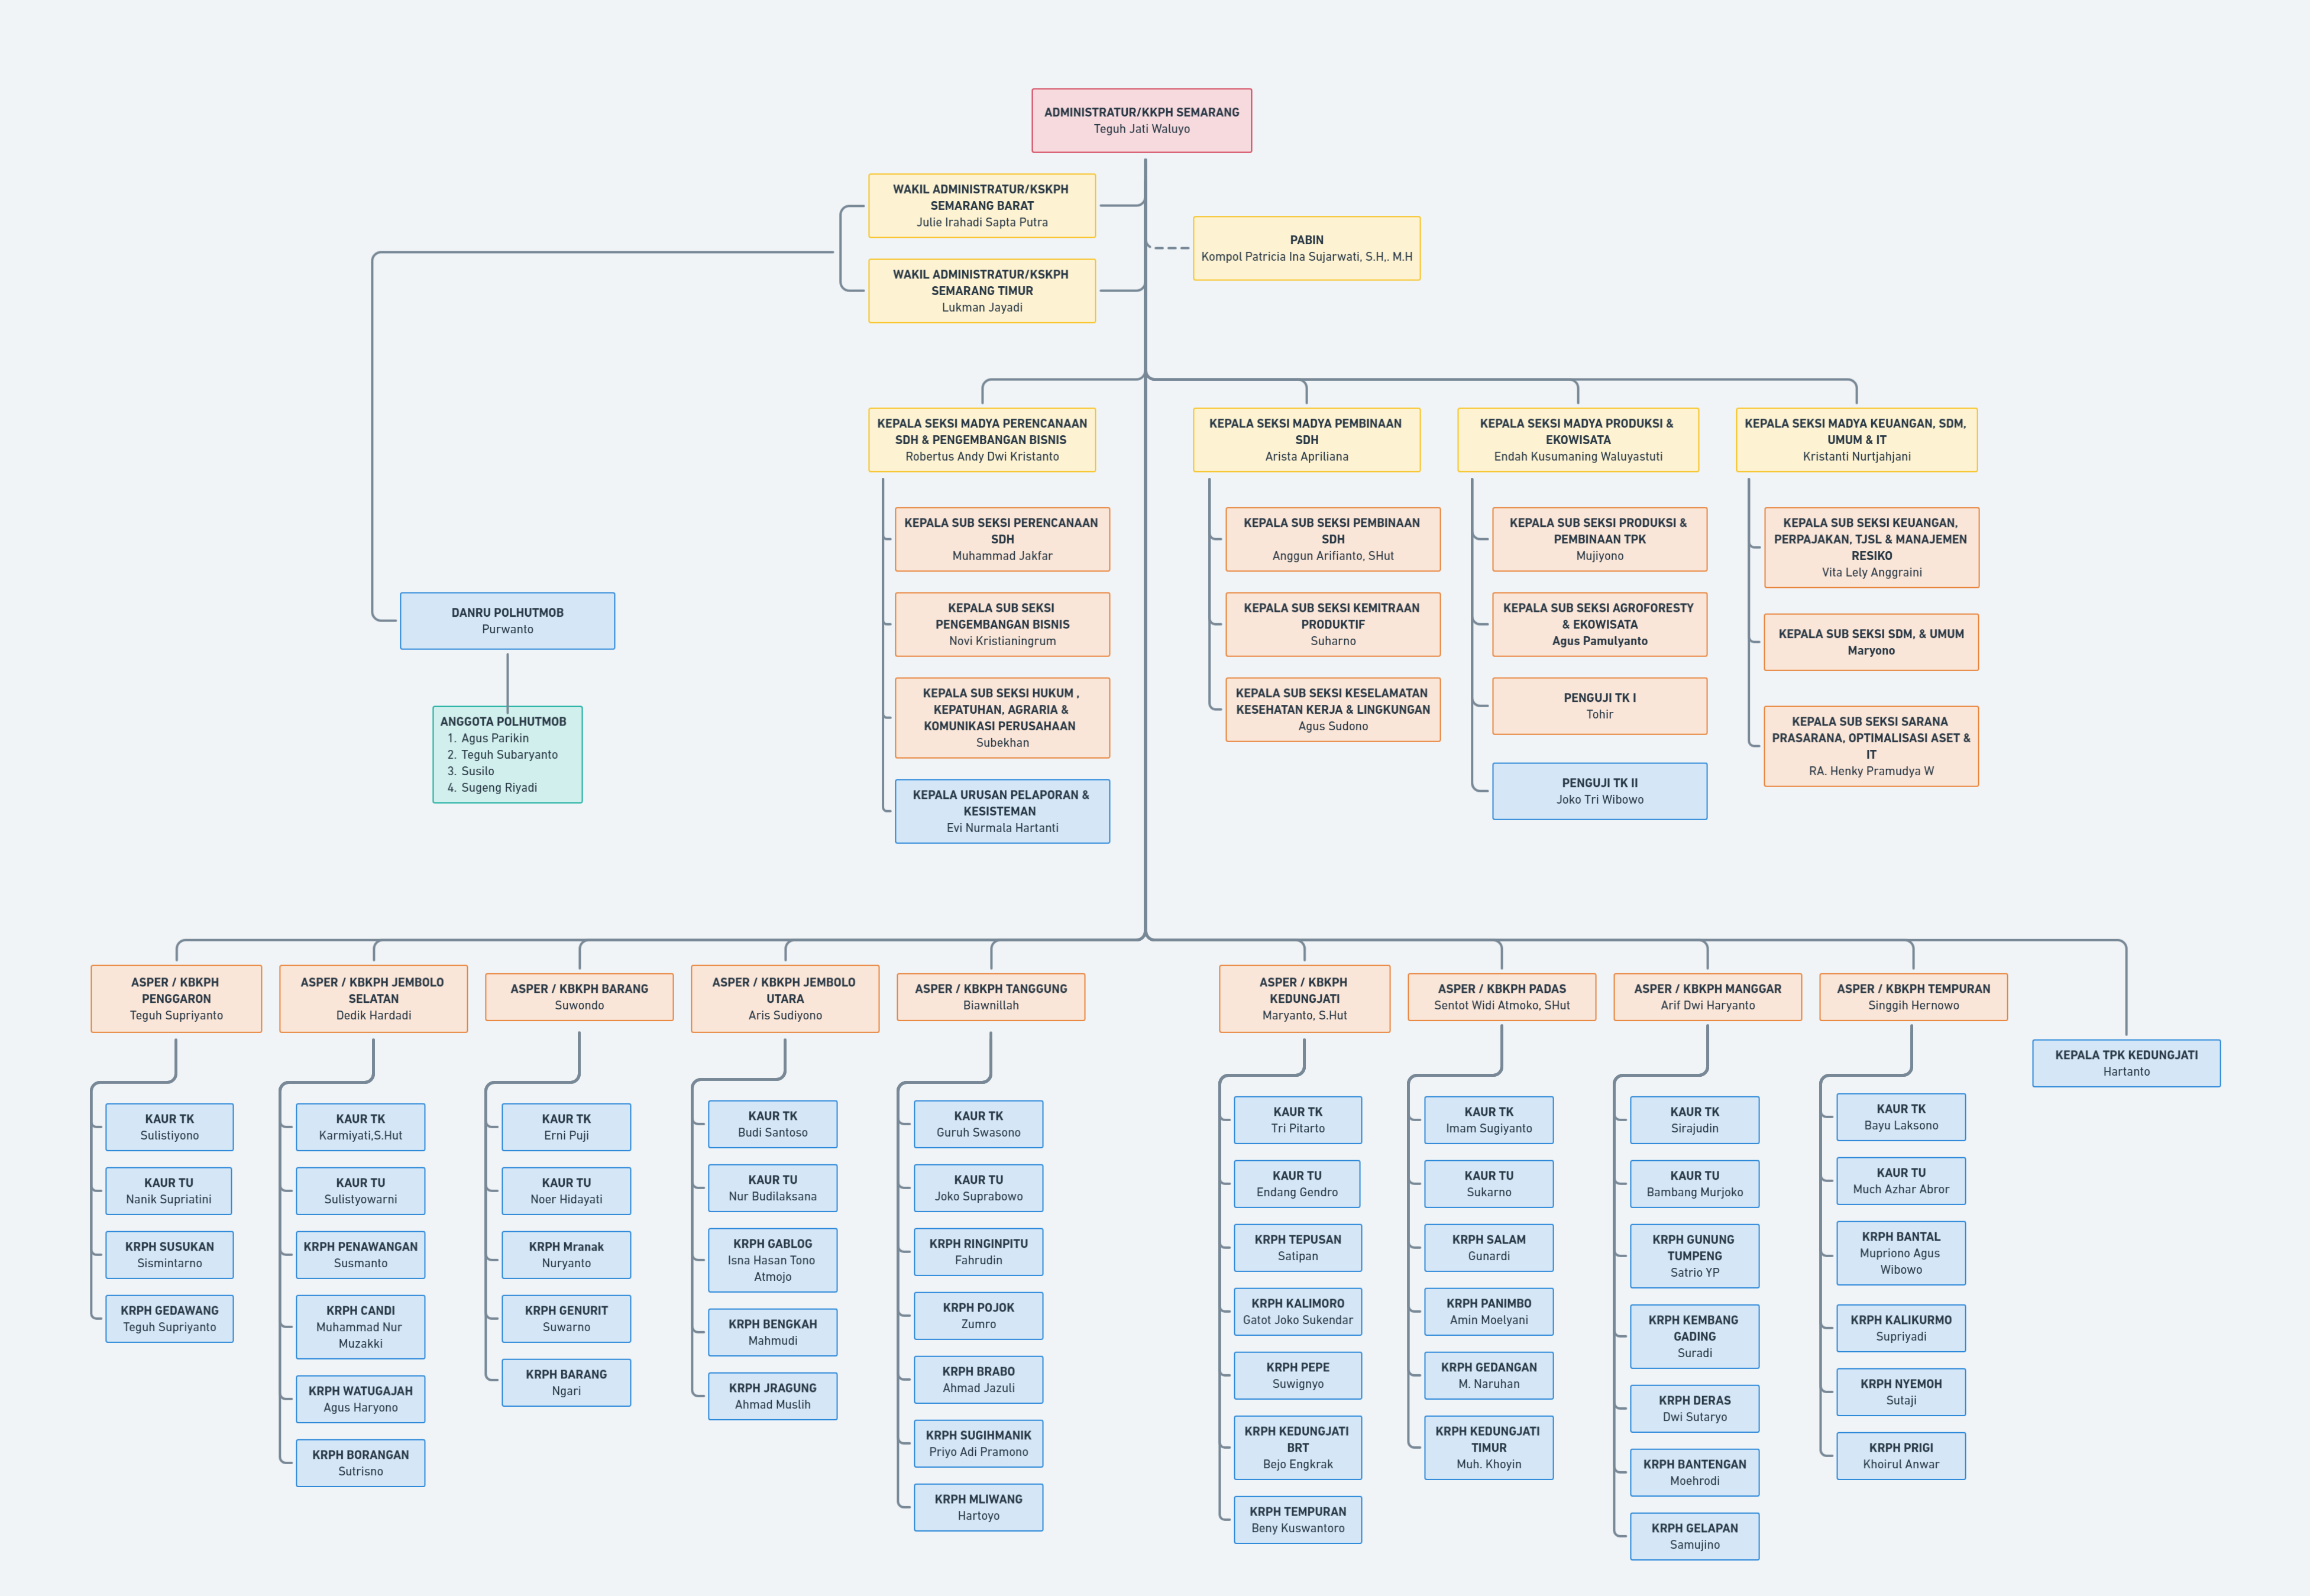 ADMINISTRATUR/KKPH SEMARANG
Teguh Jati Waluyo
WAKIL ADMINISTRATUR/KSKPH
SEMARANG BARAT
Julie Irahadi Sapta Putra
PABIN
Kompol Patricia Ina Sujarwati, S.H,. M.H
WAKIL ADMINISTRATUR/KSKPH
SEMARANG TIMUR
Lukman Jayadi
KEPALA SEKSI MADYA PERENCANAAN
SDH & PENGEMBANGAN BISNIS
Robertus Andy Dwi Kristanto
KEPALA SUB SEKSI PERENCANAAN
SDH
Muhammad Jakfar
KEPALA SUB SEKSI
PENGEMBANGAN BISNIS
Novi Kristianingrum
KEPALA SUB SEKSI HUKUM ,
KEPATUHAN, AGRARIA &
KOMUNIKASI PERUSAHAAN
Subekhan
KEPALA URUSAN PELAPORAN &
KESISTEMAN
Evi Nurmala Hartanti
KEPALA SEKSI MADYA PEMBINAAN
SDH
Arista Apriliana
KEPALA SUB SEKSI PEMBINAAN
SDH
Anggun Arifianto, SHut
KEPALA SUB SEKSI KEMITRAAN
PRODUKTIF
Suharno
KEPALA SUB SEKSI KESELAMATAN
KESEHATAN KERJA & LINGKUNGAN
Agus Sudono
KEPALA SEKSI MADYA PRODUKSI &
EKOWISATA
Endah Kusumaning Waluyastuti
KEPALA SUB SEKSI PRODUKSI &
PEMBINAAN TPK
Mujiyono
KEPALA SUB SEKSI AGROFORESTY
& EKOWISATA
Agus Pamulyanto
PENGUJI TK I
Tohir
PENGUJI TK II
Joko Tri Wibowo
KEPALA SEKSI MADYA KEUANGAN, SDM,
UMUM & IT
Kristanti Nurtjahjani
KEPALA SUB SEKSI KEUANGAN,
PERPAJAKAN, TJSL & MANAJEMEN
RESIKO
Vita Lely Anggraini
KEPALA SUB SEKSI SDM, & UMUM
Maryono
KEPALA SUB SEKSI SARANA
PRASARANA, OPTIMALISASI ASET &
IT
RA. Henky Pramudya W
DANRU POLHUTMOB
Purwanto
ANGGOTA POLHUTMOB
1. Agus Parikin
2. Teguh Subaryanto
3. Susilo
4. Sugeng Riyadi
ASPER / KBKPH
PENGGARON
Teguh Supriyanto
KAUR TK
Sulistiyono
KAUR TU
Nanik Supriatini
KRPH SUSUKAN
Sismintarno
KRPH GEDAWANG
Teguh Supriyanto
ASPER / KBKPH JEMBOLO
SELATAN
Dedik Hardadi
KAUR TK
Karmiyati,S.Hut
KAUR TU
Sulistyowarni
KRPH PENAWANGAN
Susmanto
KRPH CANDI
Muhammad Nur
Muzakki
KRPH WATUGAJAH
Agus Haryono
KRPH BORANGAN
Sutrisno
ASPER / KBKPH BARANG
Suwondo
KAUR TK
Erni Puji
KAUR TU
Noer Hidayati
KRPH Mranak
Nuryanto
KRPH GENURIT
Suwarno
KRPH BARANG
Ngari
ASPER / KBKPH JEMBOLO
UTARA
Aris Sudiyono
KAUR TK
Budi Santoso
KAUR TU
Nur Budilaksana
KRPH GABLOG
Isna Hasan Tono
Atmojo
KRPH BENGKAH
Mahmudi
KRPH JRAGUNG
Ahmad Muslih
ASPER / KBKPH TANGGUNG
Biawnillah
KAUR TK
Guruh Swasono
KAUR TU
Joko Suprabowo
KRPH RINGINPITU
Fahrudin
KRPH POJOK
Zumro
KRPH BRABO
Ahmad Jazuli
KRPH SUGIHMANIK
Priyo Adi Pramono
KRPH MLIWANG
Hartoyo
ASPER / KBKPH
KEDUNGJATI
Maryanto, S.Hut
KAUR TK
Tri Pitarto
KAUR TU
Endang Gendro
KRPH TEPUSAN
Satipan
KRPH KALIMORO
Gatot Joko Sukendar
KRPH PEPE
Suwignyo
KRPH KEDUNGJATI
BRT
Bejo Engkrak
KRPH TEMPURAN
Beny Kuswantoro
ASPER / KBKPH PADAS
Sentot Widi Atmoko, SHut
KAUR TK
Imam Sugiyanto
KAUR TU
Sukarno
KRPH SALAM
Gunardi
KRPH PANIMBO
Amin Moelyani
KRPH GEDANGAN
M. Naruhan
KRPH KEDUNGJATI
TIMUR
Muh. Khoyin
ASPER / KBKPH MANGGAR
Arif Dwi Haryanto
KAUR TK
Sirajudin
KAUR TU
Bambang Murjoko
KRPH GUNUNG
TUMPENG
Satrio YP
KRPH KEMBANG
GADING
Suradi
KRPH DERAS
Dwi Sutaryo
KRPH BANTENGAN
Moehrodi
KRPH GELAPAN
Samujino
ASPER / KBKPH TEMPURAN
Singgih Hernowo
KAUR TK
Bayu Laksono
KAUR TU
Much Azhar Abror
KRPH BANTAL
Mupriono Agus
Wibowo
KRPH KALIKURMO
Supriyadi
KRPH NYEMOH
Sutaji
KRPH PRIGI
Khoirul Anwar
KEPALA TPK KEDUNGJATI
Hartanto